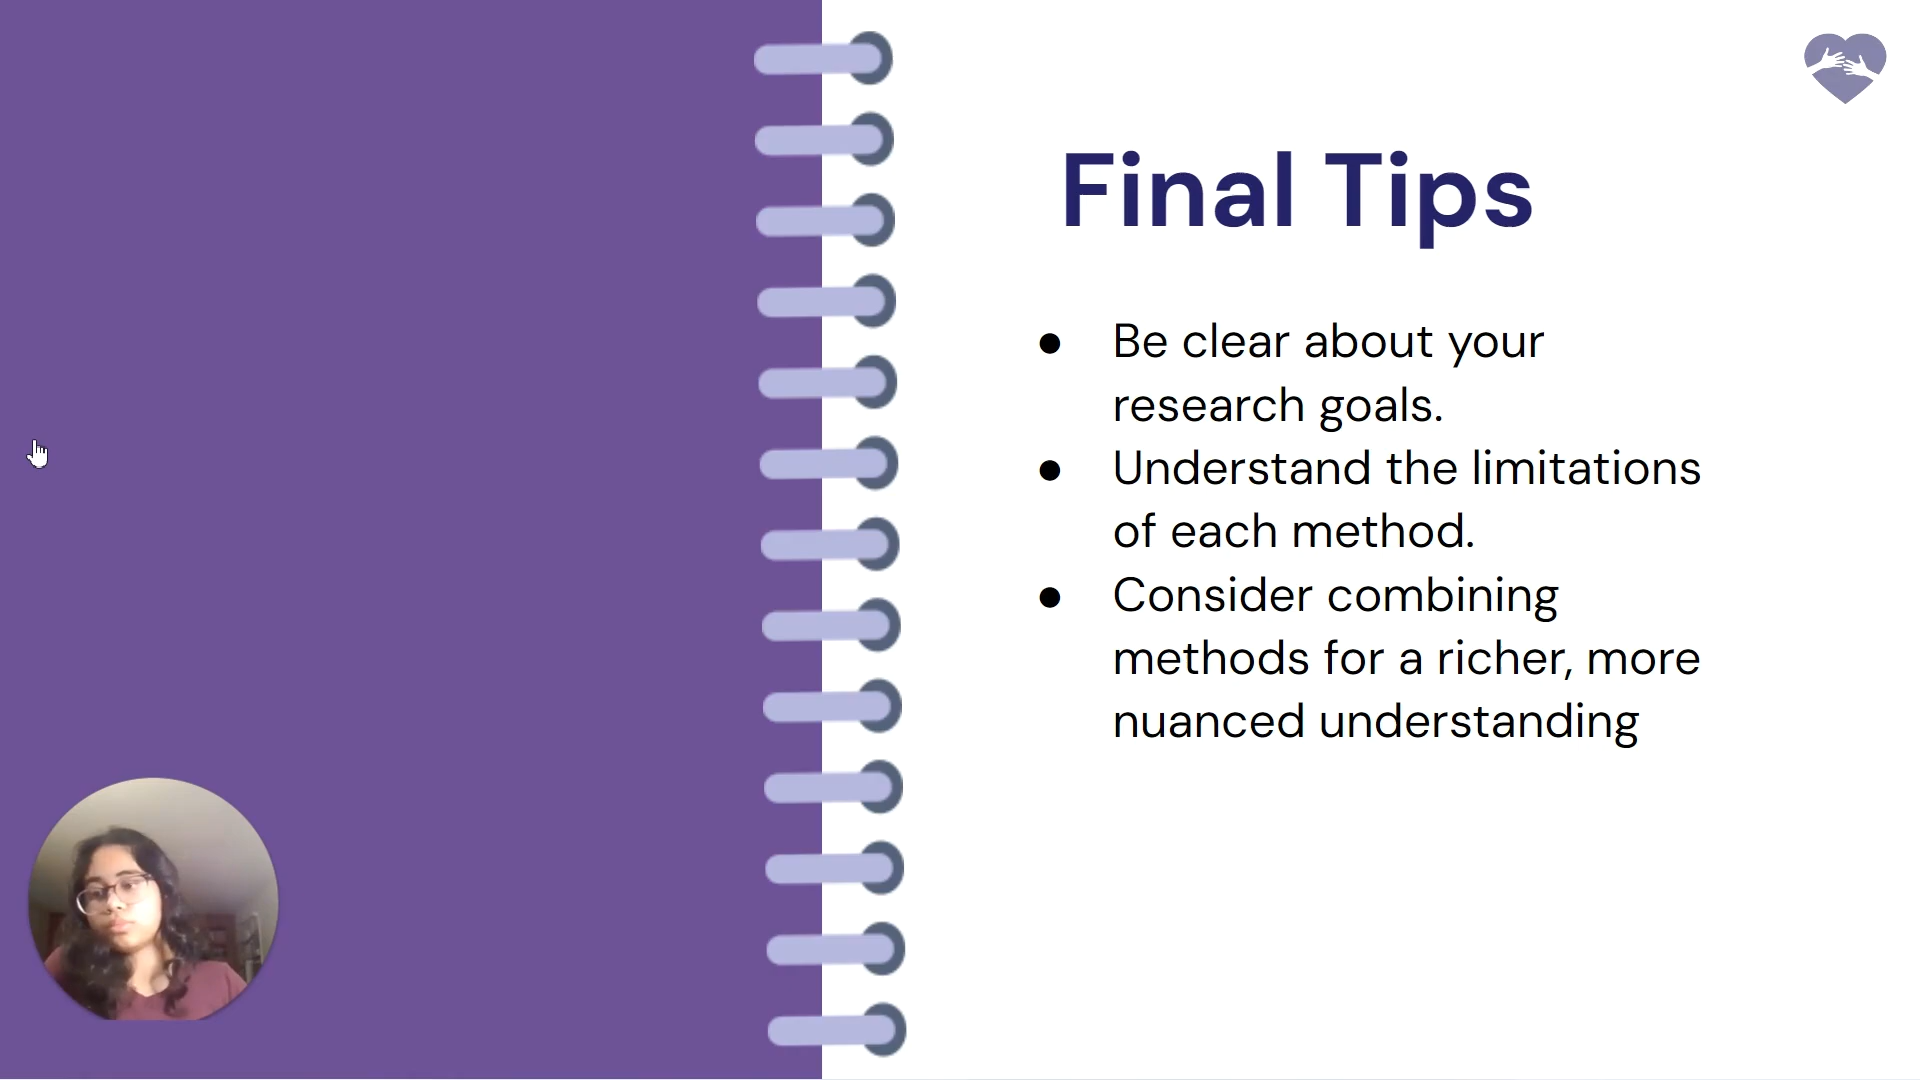 Final Tips
● Be clear about your
research goals.
● Understand the limitations
of each method.
● Consider combining
methods for a richer, more
nuanced understanding